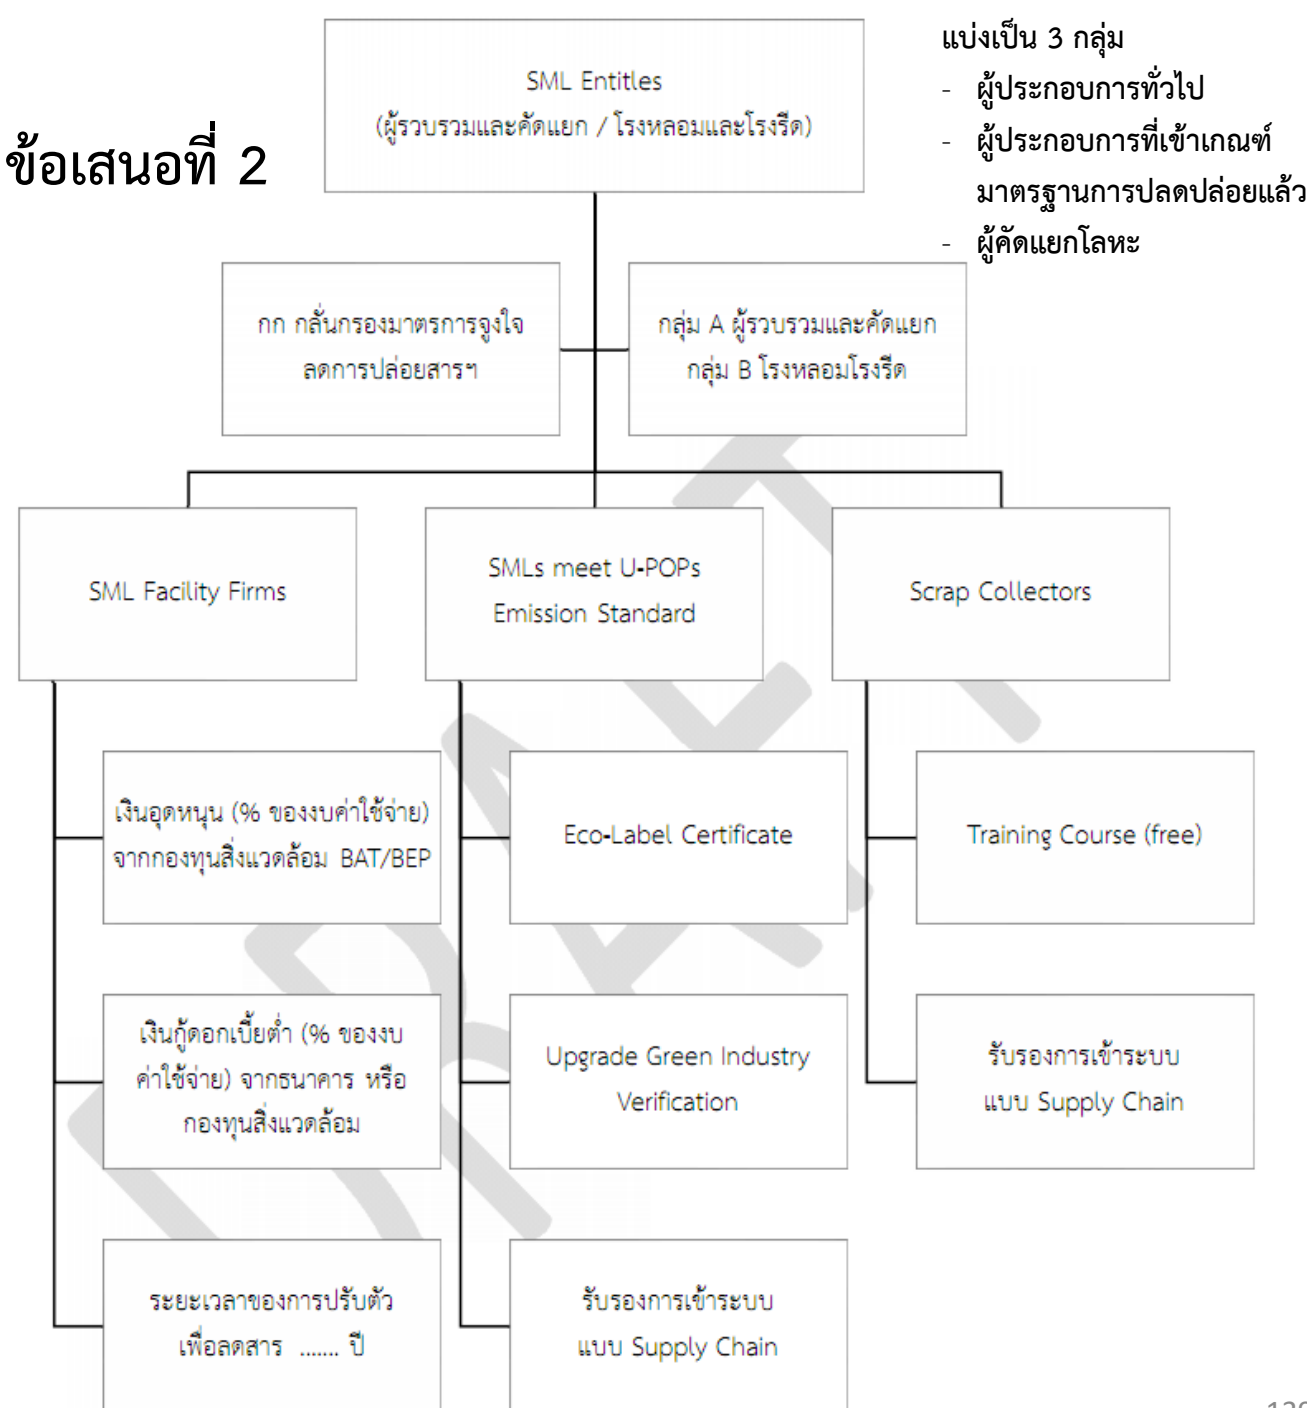 ข้อเสนอที่ 2
แบ่งเป็น 3 กลุ่ม
- ผู้ประกอบการทั่วไป
- ผู้ประกอบการที่เข้าเกณฑ์
มาตรฐานการปลดปล่อยแล้ว
- ผู้คัดแยกโลหะ
SML Entitles
(ผู้รวบรวมและคัดแยก / โรงหลอมและโรงรีด)
กก กลั่นกรองมาตรการจูงใจ
ลดการปล่อยสารฯ
กลุ่ม A ผู้รวบรวมและคัดแยก
กลุ่ม B โรงหลอมโรงรีด
SML Facility Firms
เงินอุดหนุน (% ของงบค่าใช้จ่าย)
จากกองทุนสิ่งแวดล้อม BAT/BEP
เงินกู้ดอกเบี้ยต่ำ (% ของงบ
ค่าใช้จ่าย) จากธนาคาร หรือ
กองทุนสิ่งแวดล้อม
ระยะเวลาของการปรับตัว
เพื่อลดสาร ....... ปี
SMLs meet U-POPs
Emission Standard
Eco-Label Certificate
Upgrade Green Industry
Verification
รับรองการเข้าระบบ
แบบ Supply Chain
Scrap Collectors
Training Course (free)
รับรองการเข้าระบบ
แบบ Supply Chain
DRAFT